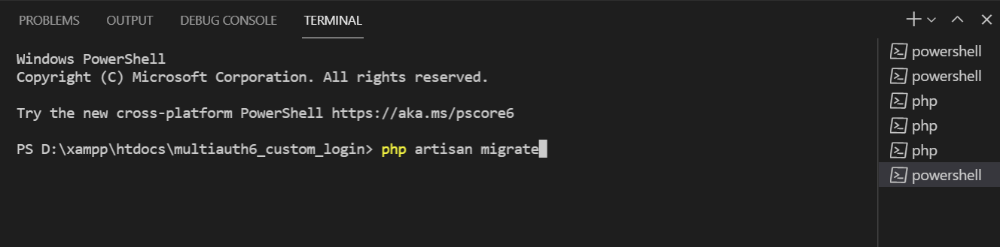 PROBLEMS OUTPUT DEBUG CONSOLE TERMINAL
Windows PowerShell
Copyright (C) Microsoft Corporation. All rights reserved.
Try the new cross-platform PowerShell https://aka.ms/pscore6
PS D:\xampp\htdocs\multiauth6_custom_login> php artisan migrate
powershell
powershell
php
php
php
powershell